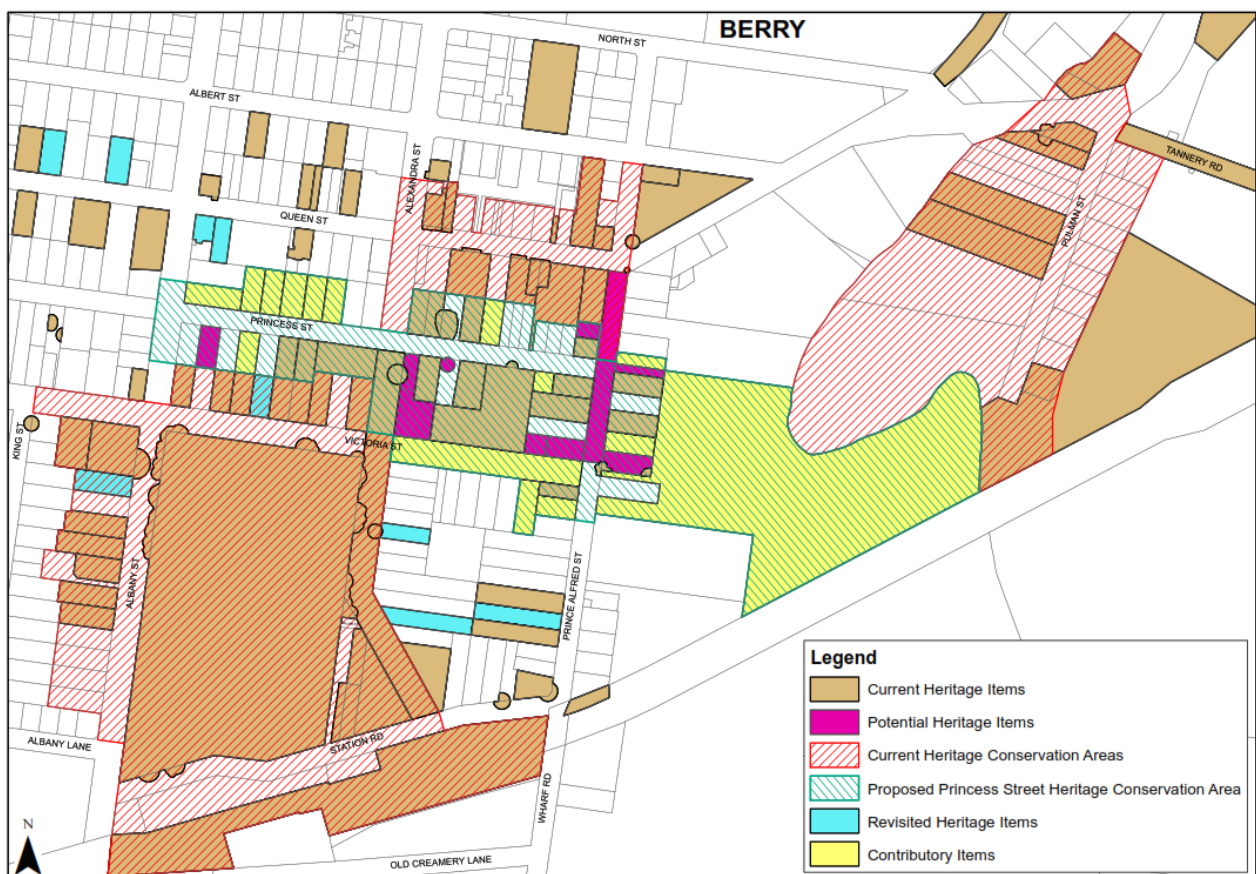 BERRY
NORTH ST
ALBERT ST
ALEXANDRA ST
TANNERY RD
QUEEN ST
PULMAN ST
PRINCESS ST
KING ST
VICTORIA ST
ALBANY ST
PRINCE ALFRED ST
ALBANY LANE
STATION RD
WHARF RD
OLD CREAMERY LANE
N
Legend
Current Heritage Items
Potential Heritage Items
Current Heritage Conservation Areas
Proposed Princess Street Heritage Conservation Area
Revisited Heritage Items
Contributory Items